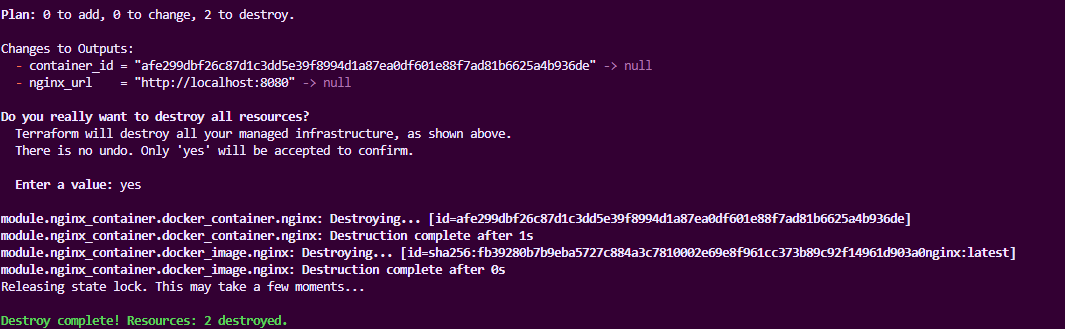 Plan: 0 to add, 0 to change, 2 to destroy.
Changes to Outputs:
- container_id = "afe299dbf26c87d1c3dd5e39f8994d1a87ea0df601e88f7ad81b6625a4b936de" -> null
- nginx_url    = "http://localhost:8080" -> null
Do you really want to destroy all resources?
Terraform will destroy all your managed infrastructure, as shown above.
There is no undo. Only 'yes' will be accepted to confirm.
Enter a value: yes
module.nginx_container.docker_container.nginx: Destroying... [id=afe299dbf26c87d1c3dd5e39f8994d1a87ea0df601e88f7ad81b6625a4b936de]
module.nginx_container.docker_container.nginx: Destruction complete after 1s
module.nginx_container.docker_image.nginx: Destroying... [id=sha256:fb39280b7b9eba5727c884a3c7810002e69e8f961cc373b89c92f14961d903a0nginx:latest]
module.nginx_container.docker_image.nginx: Destruction complete after 0s
Releasing state lock. This may take a few moments...
Destroy complete! Resources: 2 destroyed.